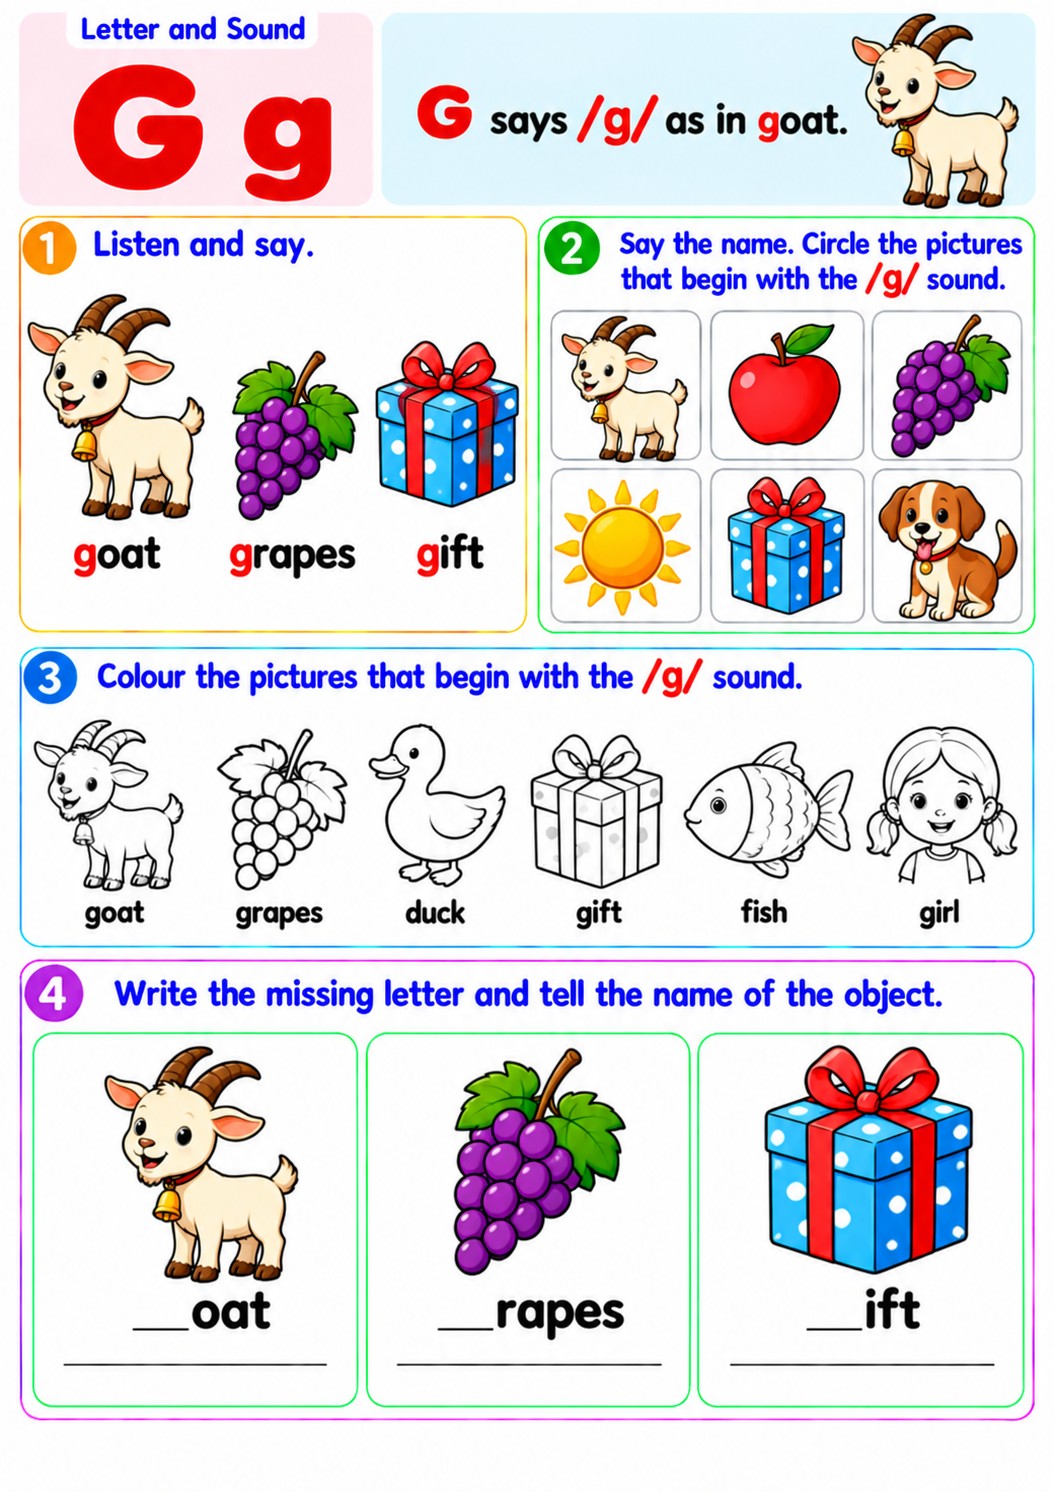 Letter and Sound
G g
G says /g/ as in goat.
1 Listen and say.
goat
grapes
gift
2 Say the name. Circle the pictures
that begin with the /g/ sound.
3 Colour the pictures that begin with the /g/ sound.
goat
grapes
duck
gift
fish
girl
4 Write the missing letter and tell the name of the object.
__oat
__rapes
__ift